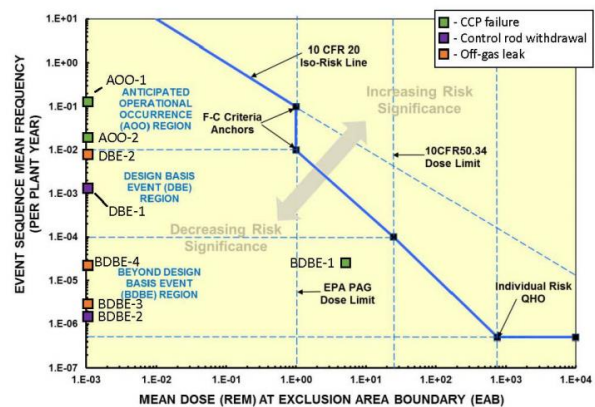 - CCP failure
- Control rod withdrawal
- Off-gas leak
EVENT SEQUENCE MEAN FREQUENCY
(PER PLANT YEAR)
1.E+01
1.E+00
1.E-01
1.E-02
1.E-03
1.E-04
1.E-05
1.E-06
1.E-07
10 CFR 20
Iso-Risk Line
AOO-1
ANTICIPATED
OPERATIONAL
OCCURRENCE (AOO) REGION
F-C Criteria
Anchors
Increasing Risk
Significance
AOO-2
DBE-2
10CFR50.34
Dose Limit
DESIGN BASIS
EVENT (DBE)
REGION
DBE-1
Decreasing Risk
Significance
BDBE-4
BEYOND DESIGN
BASIS EVENT
(BDBE) REGION
BDBE-1
EPA PAG
Dose Limit
Individual Risk
QHO
BDBE-3
BDBE-2
1.E-03 1.E-02 1.E-01 1.E+00 1.E+01 1.E+02 1.E+03 1.E+04
MEAN DOSE (REM) AT EXCLUSION AREA BOUNDARY (EAB)